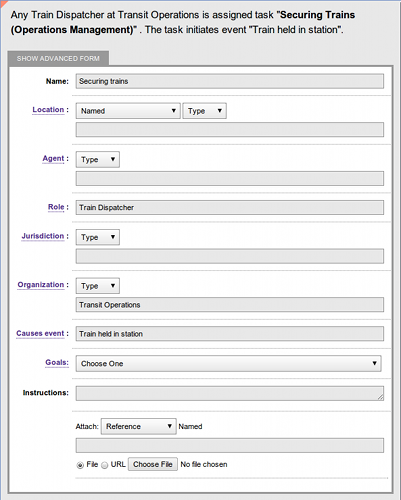 Any Train Dispatcher at Transit Operations is assigned task "Securing Trains
(Operations Management)" . The task initiates event "Train held in station".
SHOW ADVANCED FORM
Name: Securing trains
Location : Named Type
Agent : Type
Role : Train Dispatcher
Jurisdiction : Type
Organization : Type
Transit Operations
Causes event : Train held in station
Goals: Choose One
Instructions:
Attach: Reference Named
File URL Choose File No file chosen